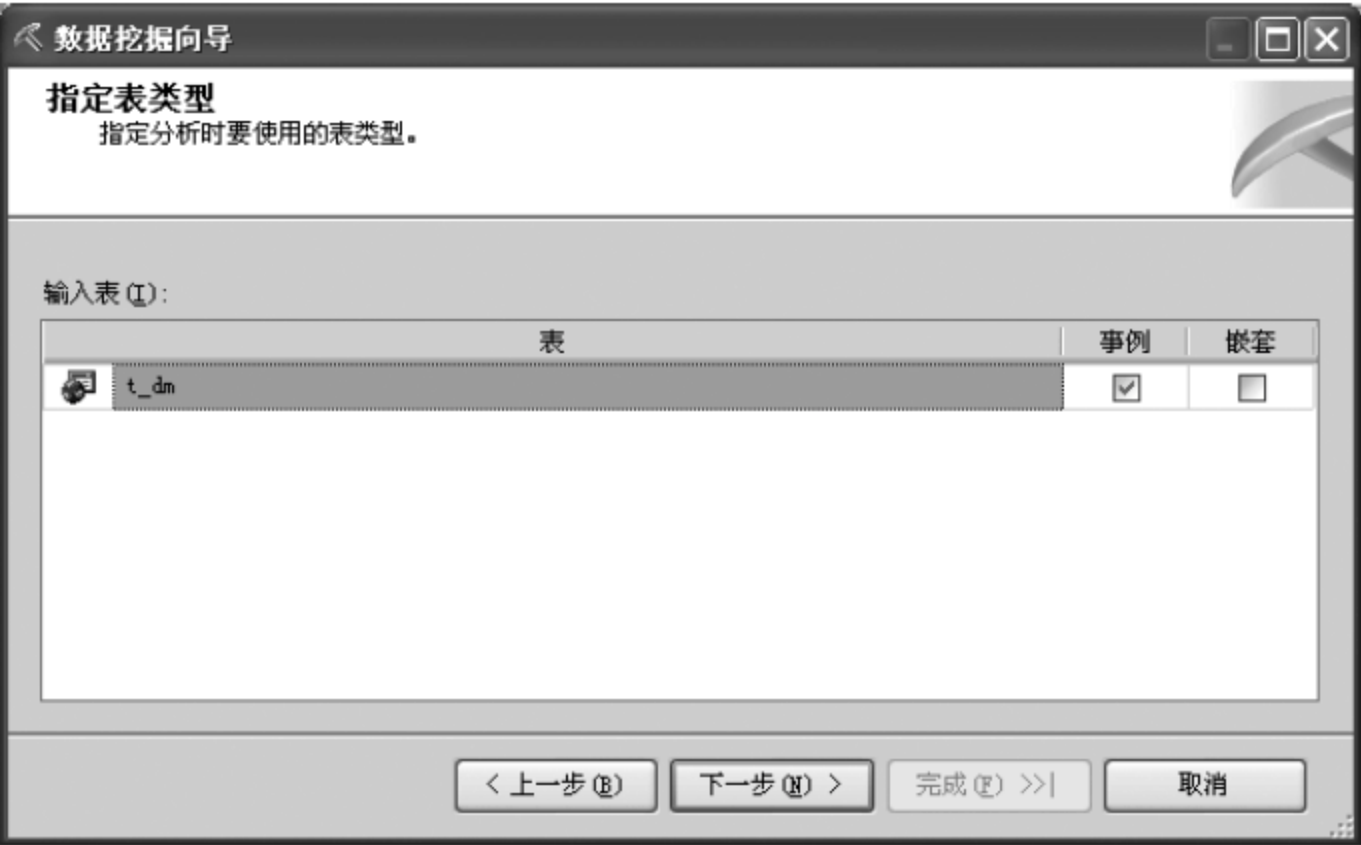 数据挖掘向导
指定表类型
指定分析时要使用的表类型。
输入表(I):
表 事例 嵌套
t_dm
< 上一步(B) 下一步(N) > 完成(F) >>| 取消